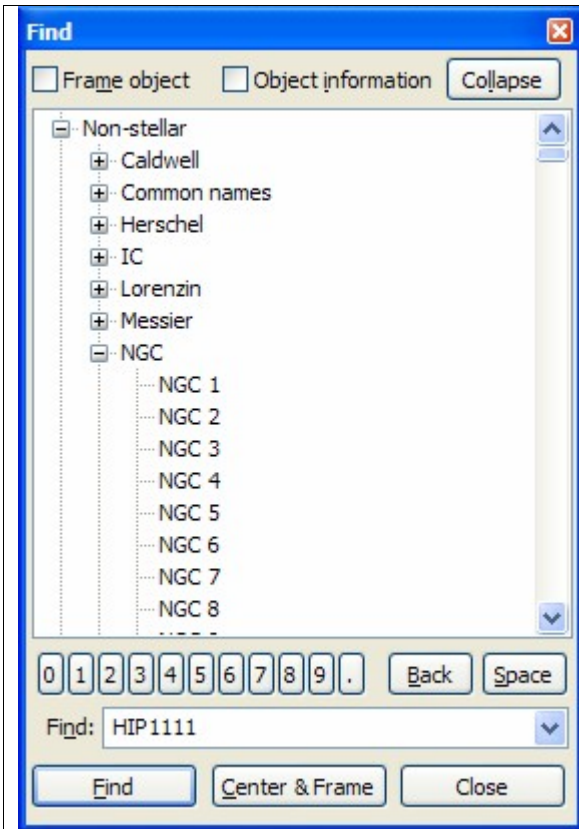 Find
Frame object Object information Collapse
Non-stellar
Caldwell
Common names
Herschel
IC
Lorenzin
Messier
NGC
NGC 1
NGC 2
NGC 3
NGC 4
NGC 5
NGC 6
NGC 7
NGC 8
0 1 2 3 4 5 6 7 8 9 . Back Space
Find: HIP1111
Find Center & Frame Close